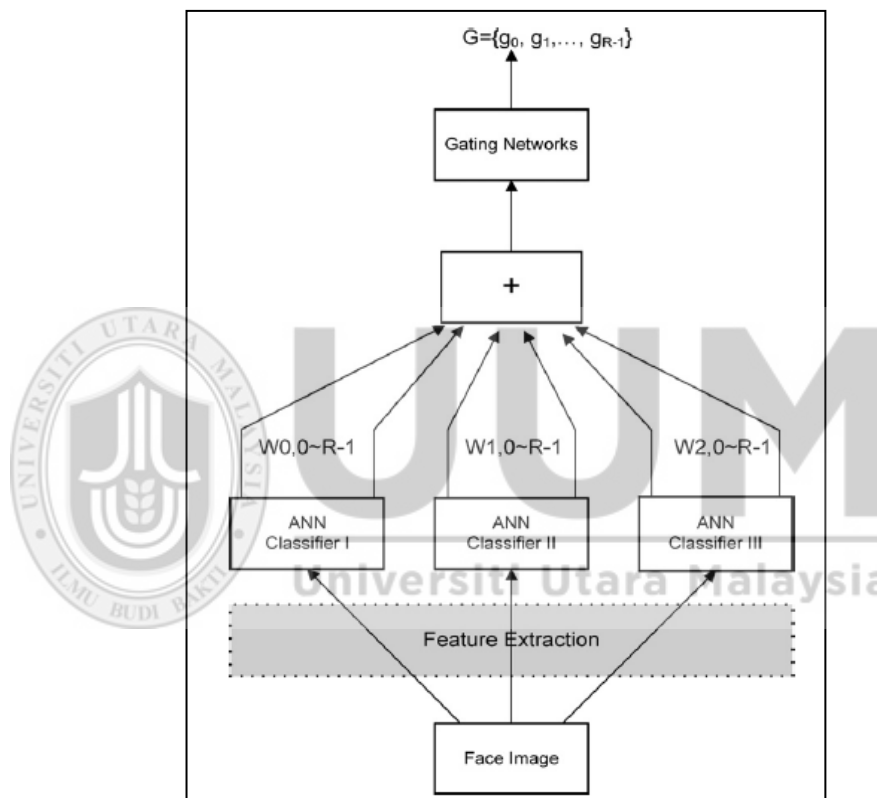 G={g0, g1,..., gR-1}
Gating Networks
+
W0,0~R-1
W1,0~R-1
W2,0~R-1
ANN
Classifier I
ANN
Classifier II
ANN
Classifier III
Feature Extraction
Face Image
UNIVERSITI UTARA MALAYSIA
ILMU BUDI BAKTI
UUM
Universiti Utara Malaysia